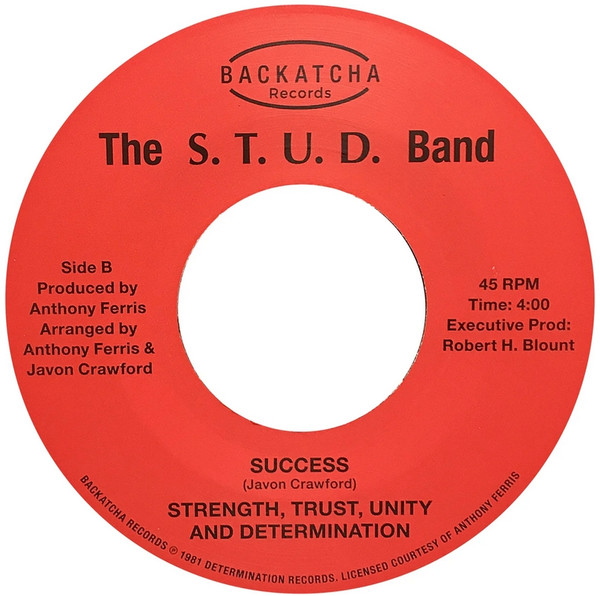 BACKATCHA
Records
The S. T. U. D. Band
Side B
Produced by
Anthony Ferris
Arranged by
Anthony Ferris &
Javon Crawford
45 RPM
Time: 4:00
Executive Prod:
Robert H. Blount
SUCCESS
(Javon Crawford)
STRENGTH, TRUST, UNITY
AND DETERMINATION
BACKATCHA RECORDS ℗ 1981 DETERMINATION RECORDS. LICENSED COURTESY OF ANTHONY FERRIS